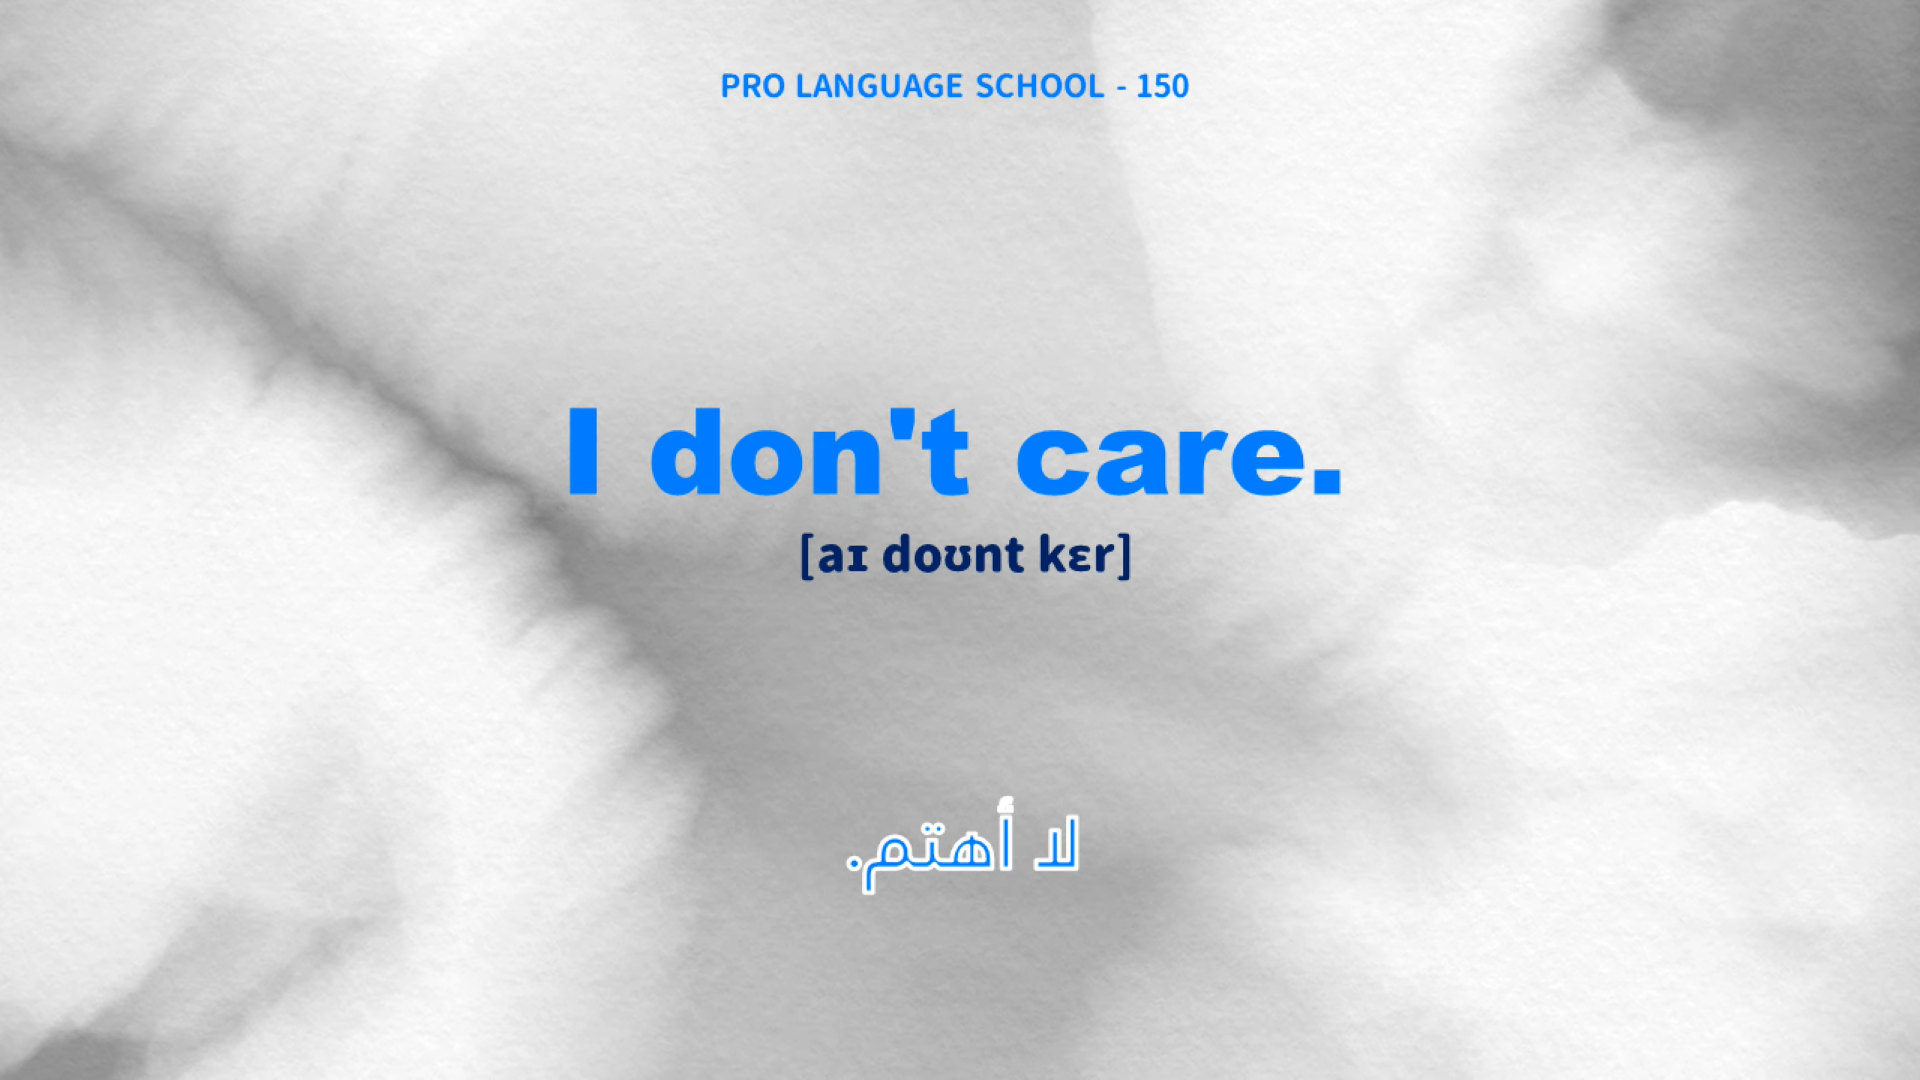 PRO LANGUAGE SCHOOL - 150
I don't care.
[aɪ doʊnt kɛr]
لا أهتم.